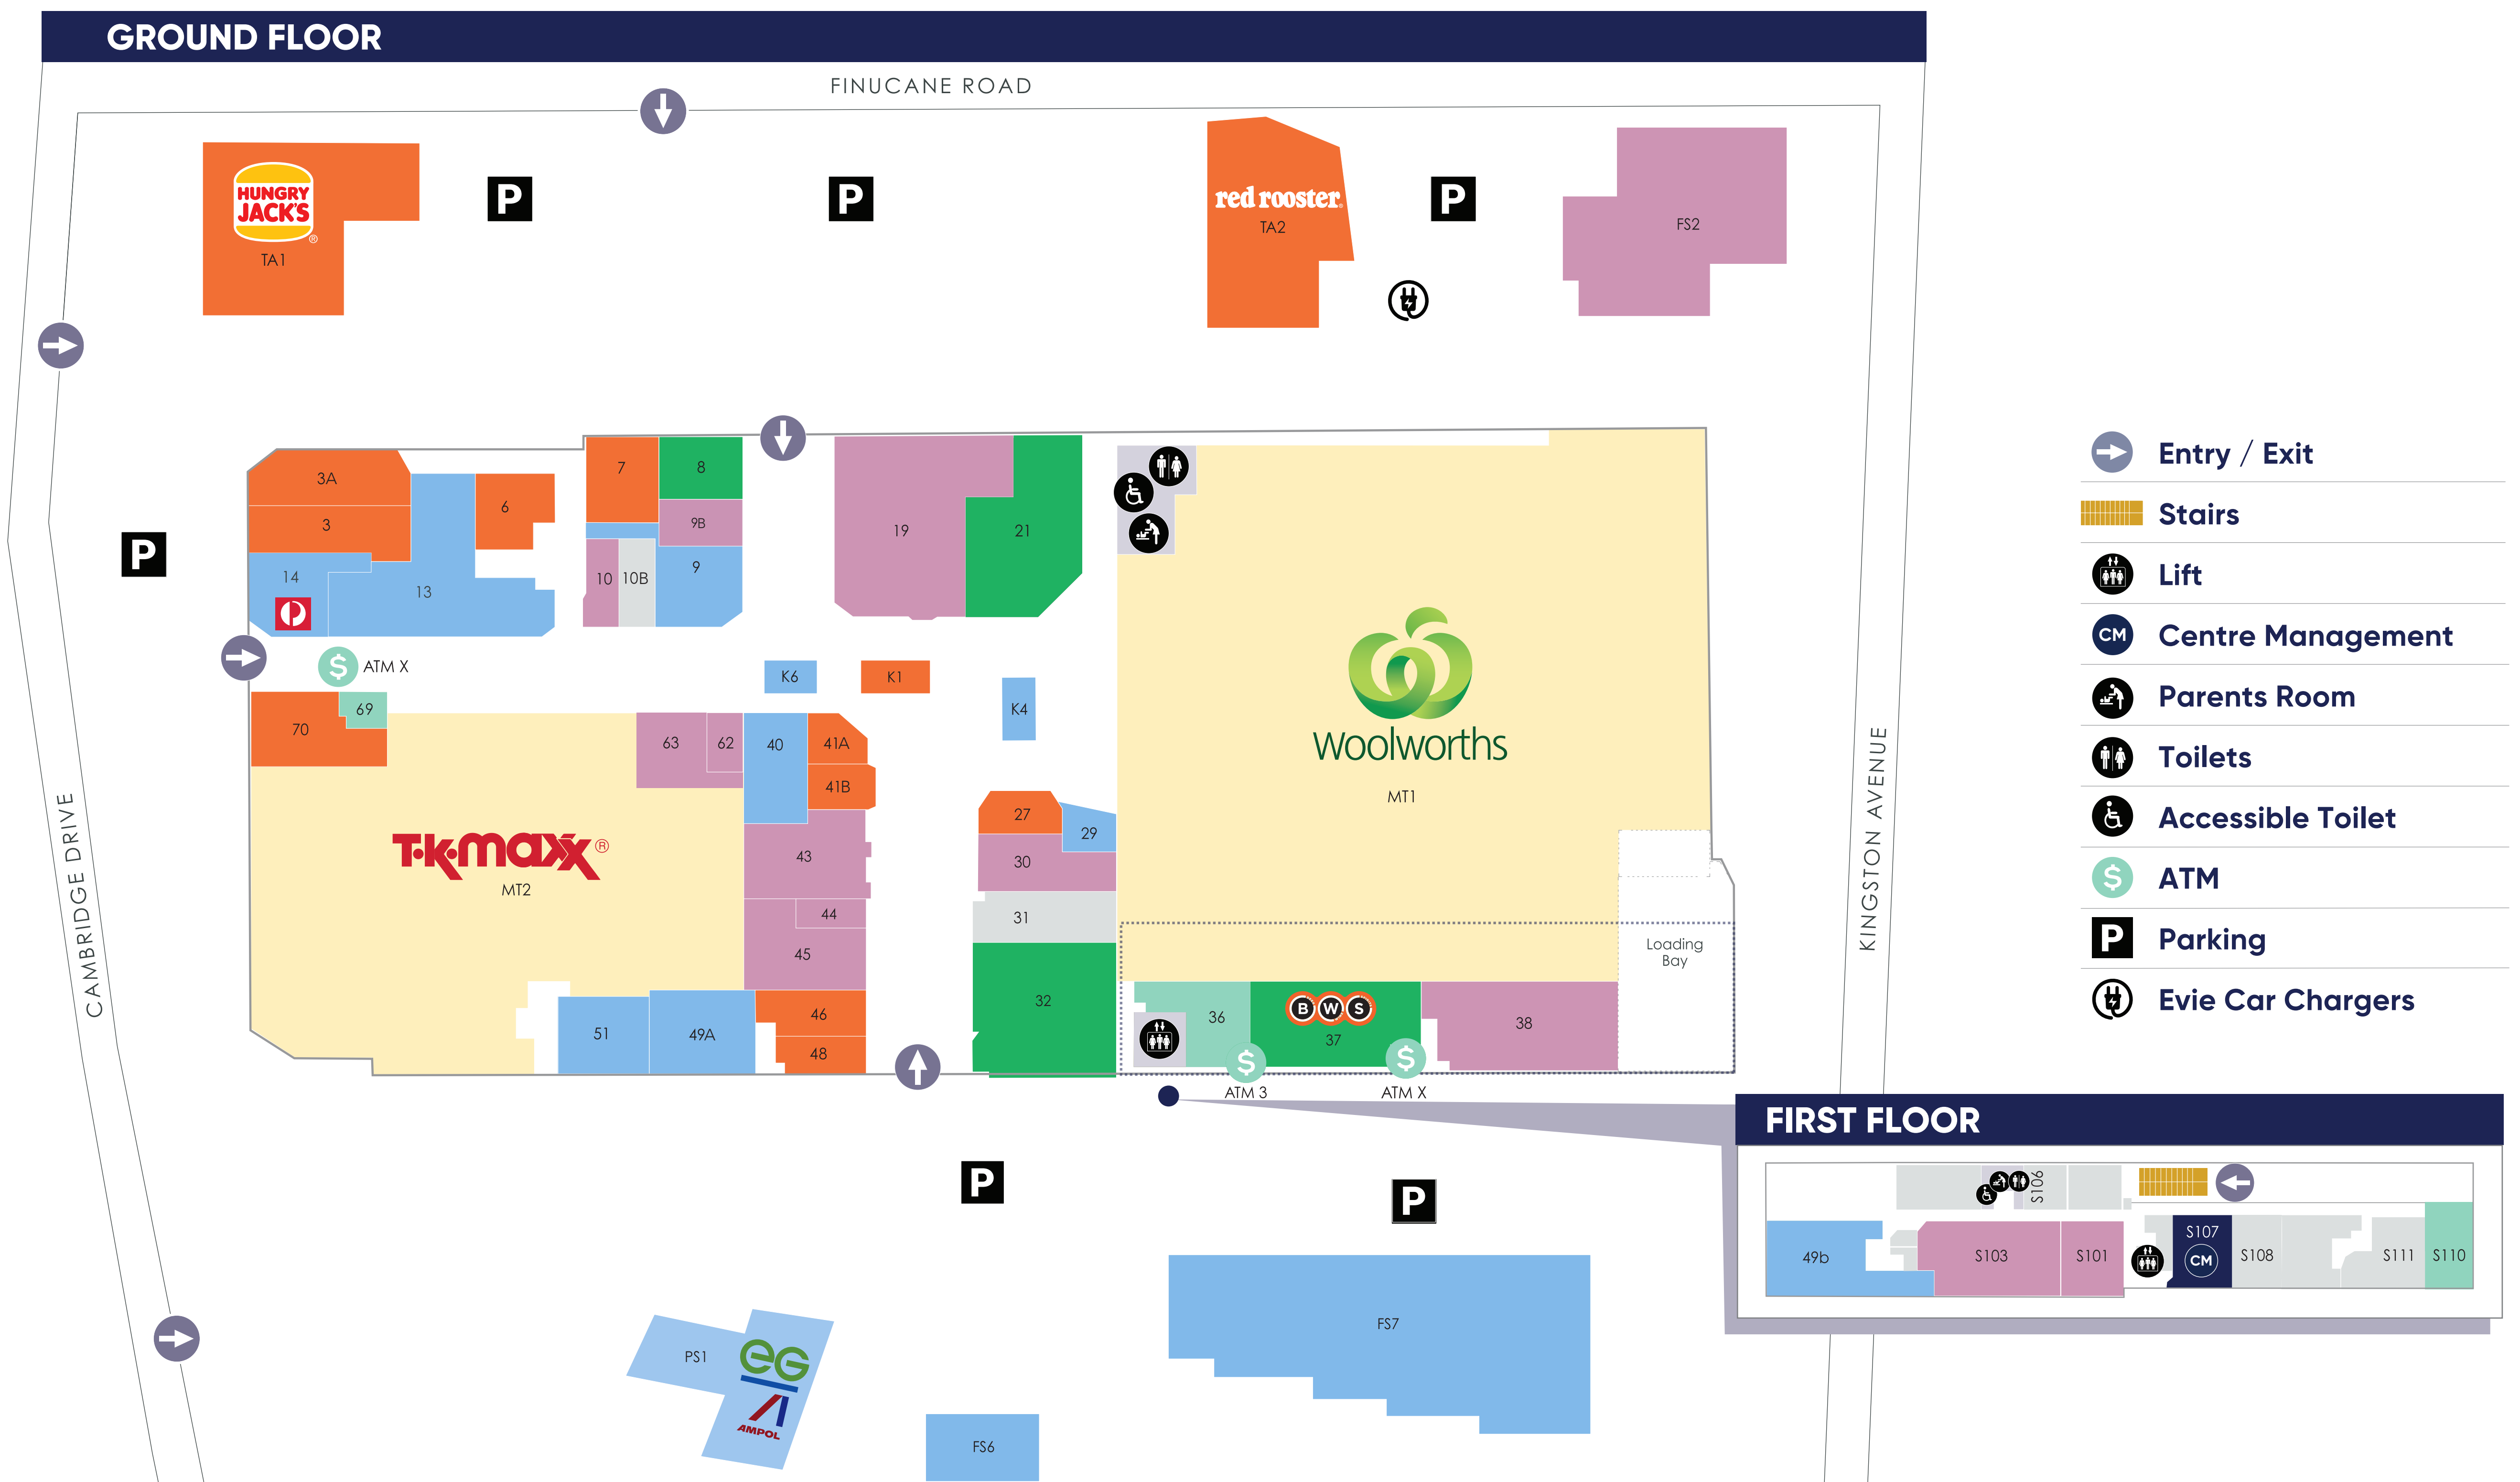 GROUND FLOOR
FINUCANE ROAD
HUNGRY
JACK'S
®
TA1
P
P
red rooster®
TA2
P
FS2
3A
3
6
7
8
9B
9
10
10B
14
13
19
21
P
ATM X
$
K6
K1
K4
70
69
63
62
40
41A
41B
43
44
45
46
48
49A
51
T·K·maxx®
MT2
27
29
30
31
32
Woolworths
MT1
Loading
Bay
36
B W S
37
38
$
ATM 3
$
ATM X
CAMBRIDGE DRIVE
KINGSTON AVENUE
P
P
PS1
eG
AMPOL
FS6
FS7
Entry / Exit
Stairs
Lift
CM
Centre Management
Parents Room
Toilets
Accessible Toilet
$
ATM
P
Parking
Evie Car Chargers
FIRST FLOOR
S106
49b
S103
S101
S107
CM
S108
S111
S110